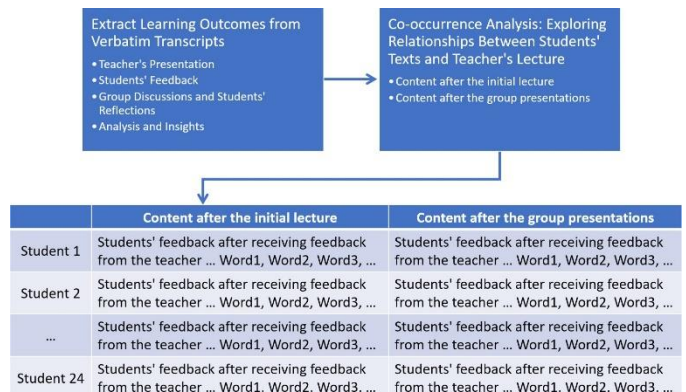 Extract Learning Outcomes from
Verbatim Transcripts
• Teacher's Presentation
• Students' Feedback
• Group Discussions and Students'
Reflections
• Analysis and Insights
Co-occurrence Analysis: Exploring
Relationships Between Students'
Texts and Teacher's Lecture
• Content after the initial lecture
• Content after the group presentations
Content after the initial lecture
Content after the group presentations
Student 1
Students' feedback after receiving feedback
from the teacher ... Word1, Word2, Word3, ...
Students' feedback after receiving feedback
from the teacher ... Word1, Word2, Word3, ...
Student 2
Students' feedback after receiving feedback
from the teacher ... Word1, Word2, Word3, ...
Students' feedback after receiving feedback
from the teacher ... Word1, Word2, Word3, ...
...
Students' feedback after receiving feedback
from the teacher ... Word1, Word2, Word3, ...
Students' feedback after receiving feedback
from the teacher ... Word1, Word2, Word3, ...
Student 24
Students' feedback after receiving feedback
from the teacher ... Word1, Word2, Word3, ...
Students' feedback after receiving feedback
from the teacher ... Word1, Word2, Word3, ...